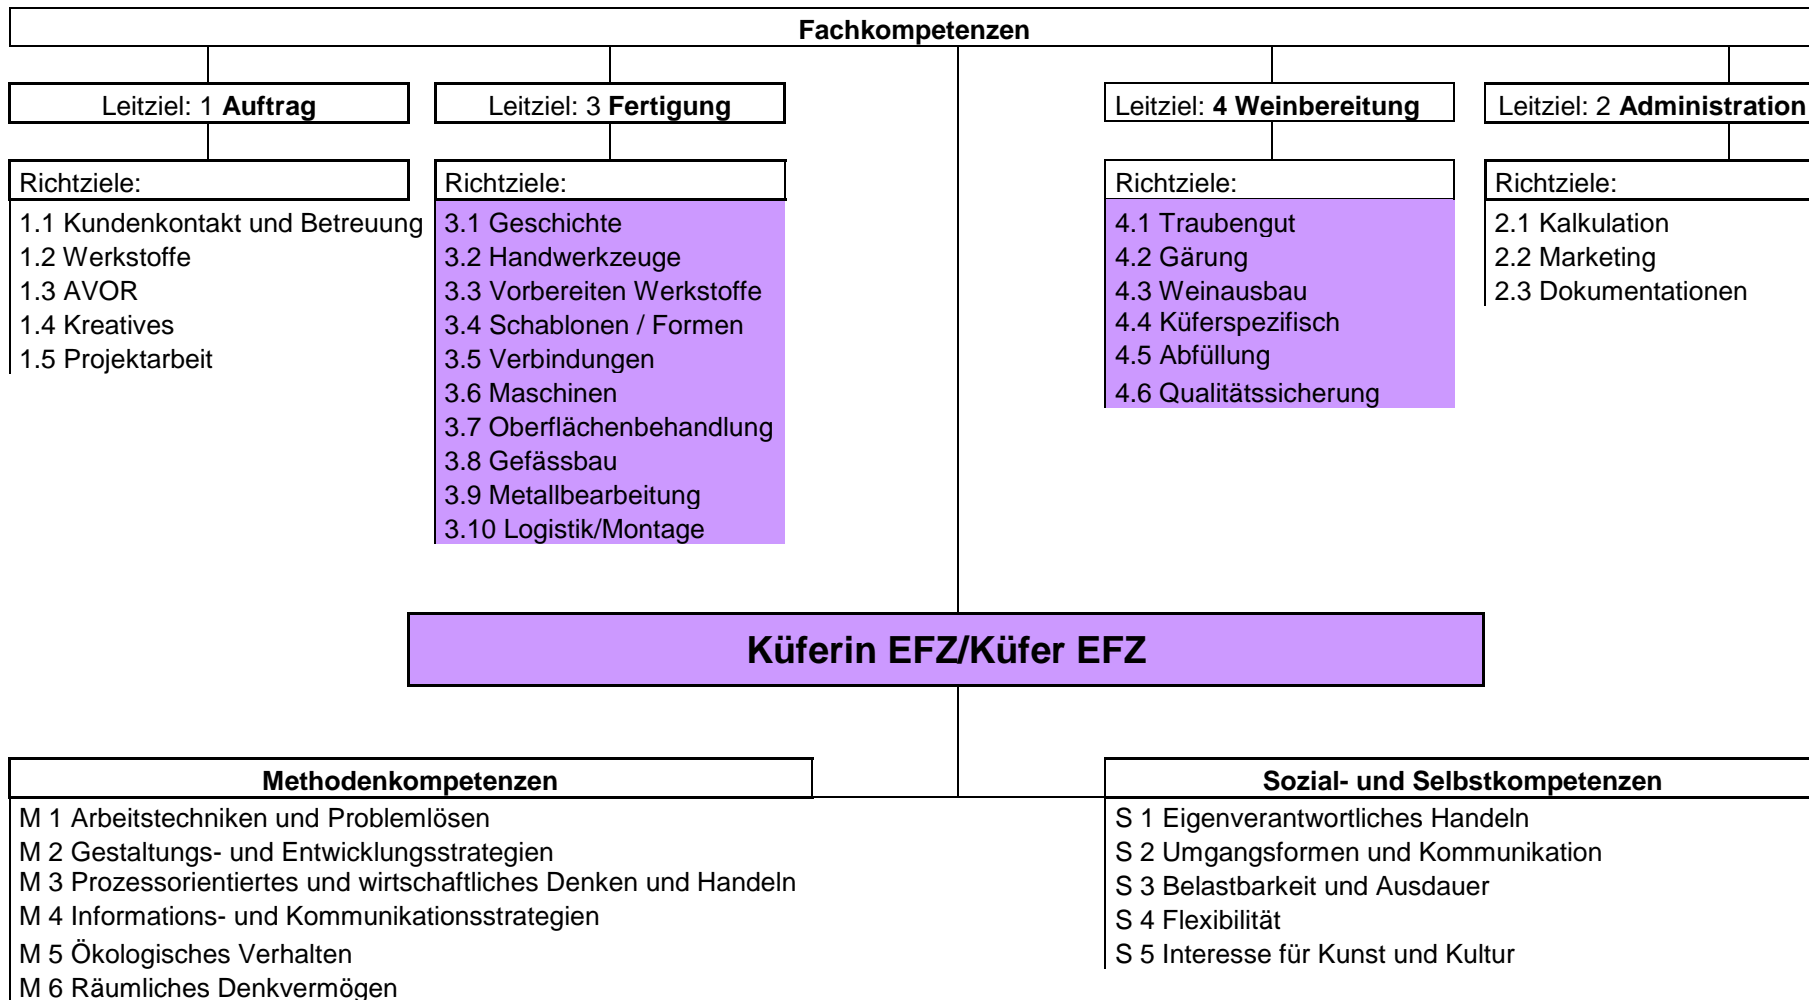 Fachkompetenzen
Leitziel: 1 Auftrag
Richtziele:
1.1 Kundenkontakt und Betreuung
1.2 Werkstoffe
1.3 AVOR
1.4 Kreatives
1.5 Projektarbeit
Leitziel: 3 Fertigung
Richtziele:
3.1 Geschichte
3.2 Handwerkzeuge
3.3 Vorbereiten Werkstoffe
3.4 Schablonen / Formen
3.5 Verbindungen
3.6 Maschinen
3.7 Oberflächenbehandlung
3.8 Gefässbau
3.9 Metallbearbeitung
3.10 Logistik/Montage
Leitziel: 4 Weinbereitung
Richtziele:
4.1 Traubengut
4.2 Gärung
4.3 Weinausbau
4.4 Küferspezifisch
4.5 Abfüllung
4.6 Qualitätssicherung
Leitziel: 2 Administration
Richtziele:
2.1 Kalkulation
2.2 Marketing
2.3 Dokumentationen
Küferin EFZ/Küfer EFZ
Methodenkompetenzen
M 1 Arbeitstechniken und Problemlösen
M 2 Gestaltungs- und Entwicklungsstrategien
M 3 Prozessorientiertes und wirtschaftliches Denken und Handeln
M 4 Informations- und Kommunikationsstrategien
M 5 Ökologisches Verhalten
M 6 Räumliches Denkvermögen
Sozial- und Selbstkompetenzen
S 1 Eigenverantwortliches Handeln
S 2 Umgangsformen und Kommunikation
S 3 Belastbarkeit und Ausdauer
S 4 Flexibilität
S 5 Interesse für Kunst und Kultur